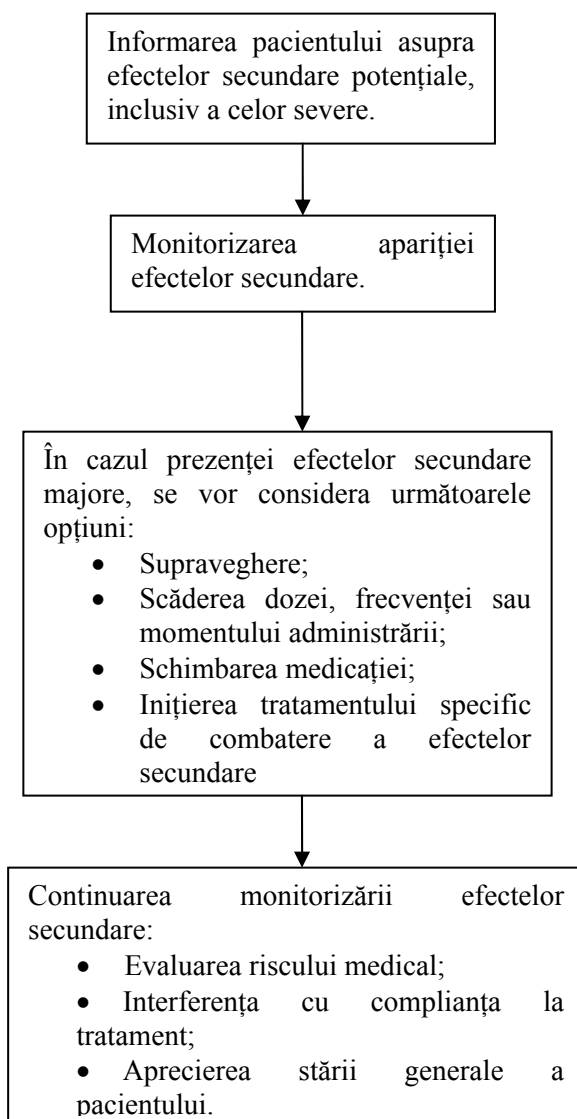 Informarea pacientului asupra
efectelor secundare potențiale,
inclusiv a celor severe.
Monitorizarea apariției
efectelor secundare.
În cazul prezenței efectelor secundare
majore, se vor considera următoarele
opțiuni:
• Supraveghere;
• Scăderea dozei, frecvenței sau
momentului administrării;
• Schimbarea medicației;
• Inițierea tratamentului specific
de combatere a efectelor
secundare
Continuarea monitorizării efectelor
secundare:
• Evaluarea riscului medical;
• Interferența cu complianța la
tratament;
• Aprecierea stării generale a
pacientului.